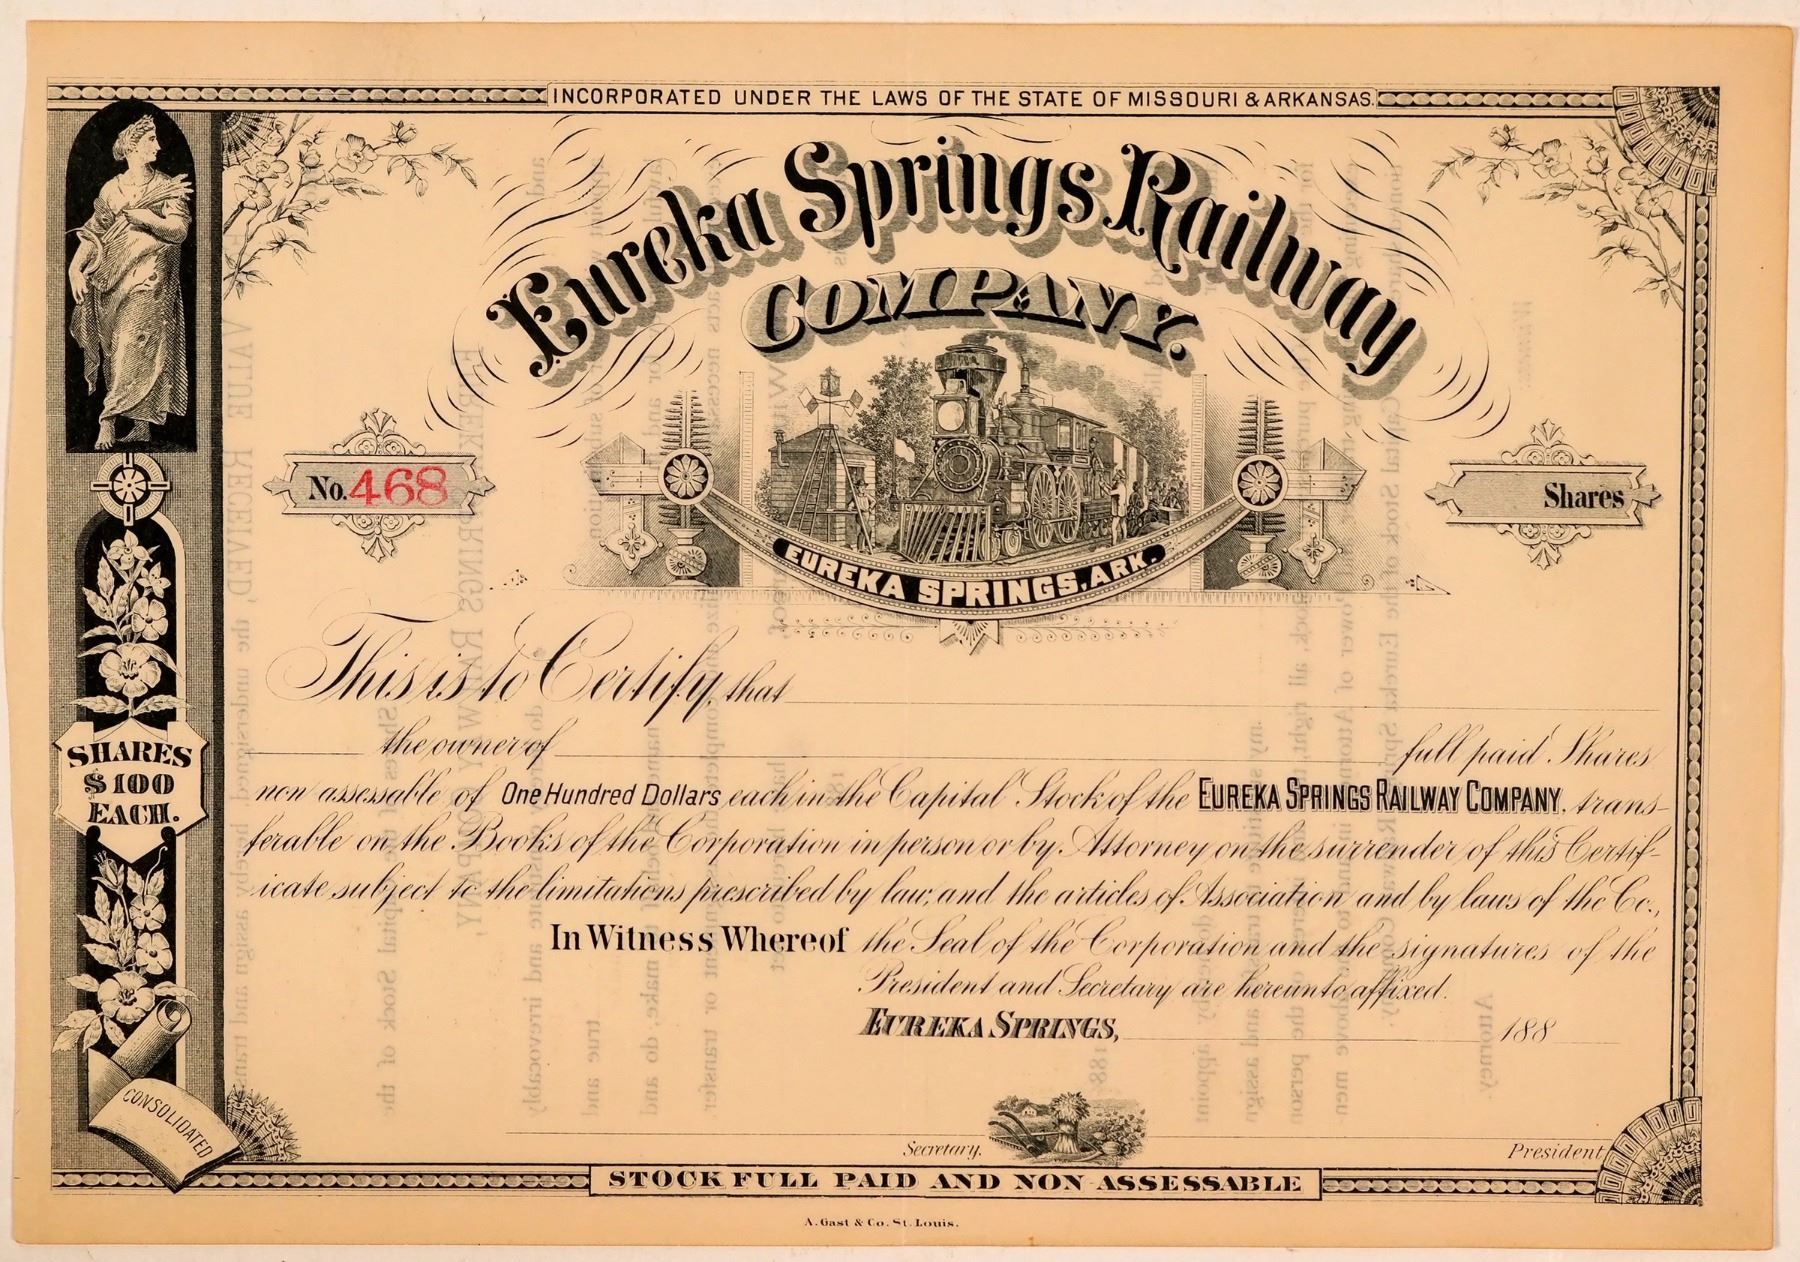 INCORPORATED UNDER THE LAWS OF THE STATE OF MISSOURI & ARKANSAS.
Eureka Springs Railway
COMPANY.
No. 468
Shares
EUREKA SPRINGS, ARK.
This is to Certify, that
the owner of full paid Shares
SHARES
$100
EACH.
non assessable of One Hundred Dollars each in the Capital Stock of the EUREKA SPRINGS RAILWAY COMPANY, trans-
ferable on the Books of the Corporation in person or by Attorney on the surrender of this Certif-
icate subject to the limitations prescribed by law, and the articles of Association and by laws of the Co.,
In Witness Whereof the Seal of the Corporation and the signatures of the
President and Secretary are hereunto affixed.
EUREKA SPRINGS, 188
CONSOLIDATED
Secretary.
President
STOCK FULL PAID AND NON-ASSESSABLE
A. Gast & Co. St. Louis.